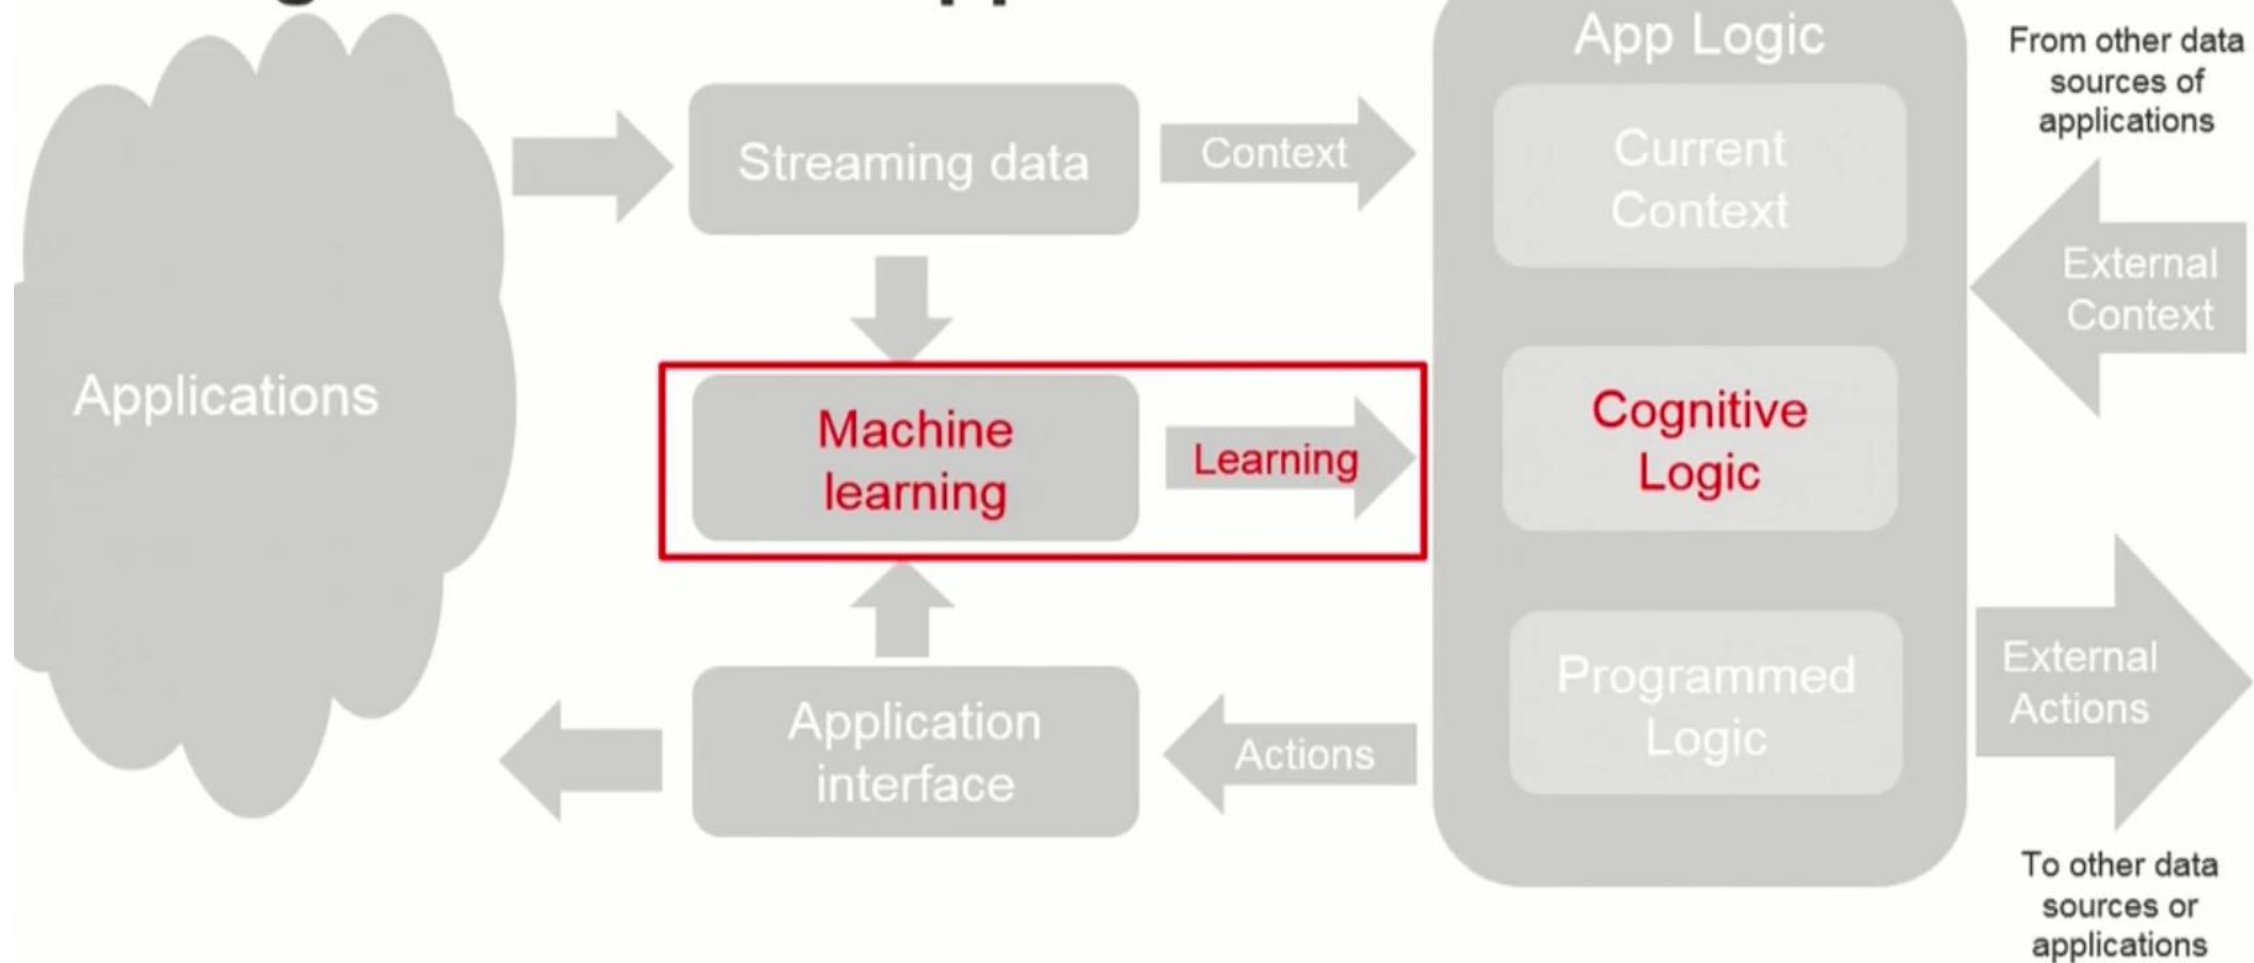 App Logic
From other data
sources of
applications
Streaming data
Context
Current
Context
External
Context
Applications
Machine
learning
Learning
Cognitive
Logic
Application
interface
Actions
Programmed
Logic
External
Actions
To other data
sources or
applications